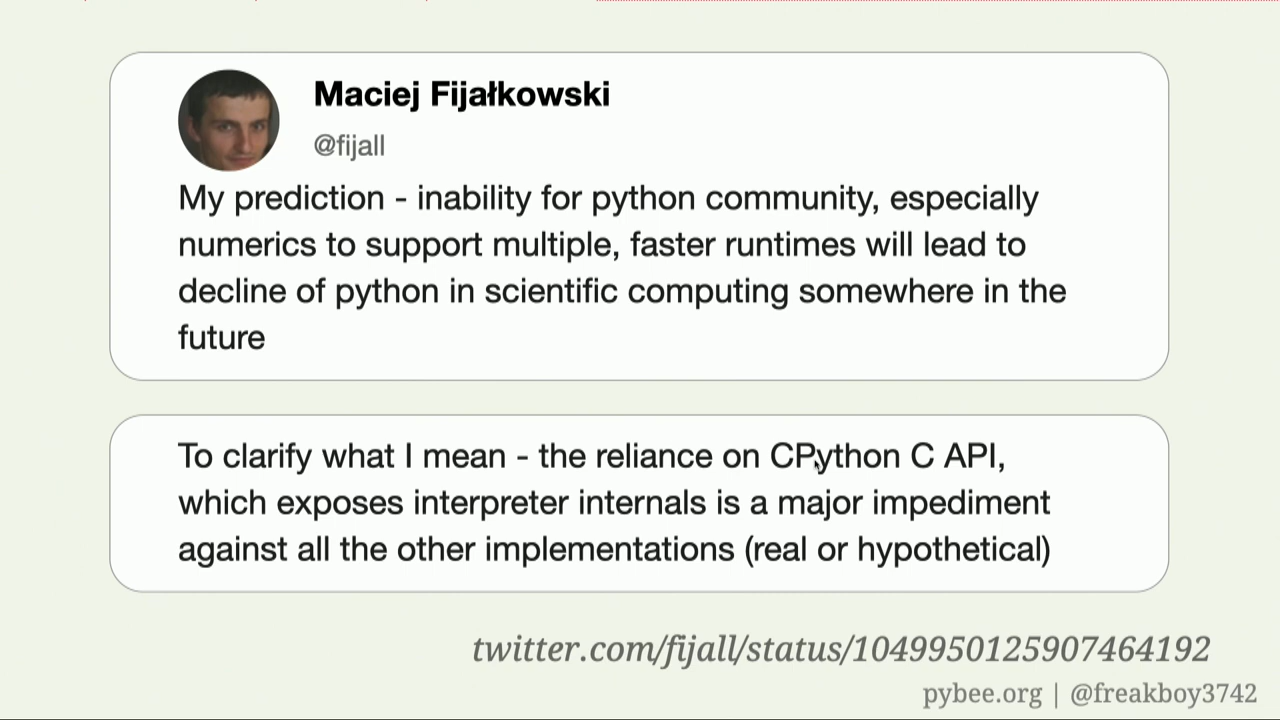 Maciej Fijałkowski
@fijall
My prediction - inability for python community, especially
numerics to support multiple, faster runtimes will lead to
decline of python in scientific computing somewhere in the
future
To clarify what I mean - the reliance on CPython C API,
which exposes interpreter internals is a major impediment
against all the other implementations (real or hypothetical)
twitter.com/fijall/status/1049950125907464192
pybee.org | @freakboy3742